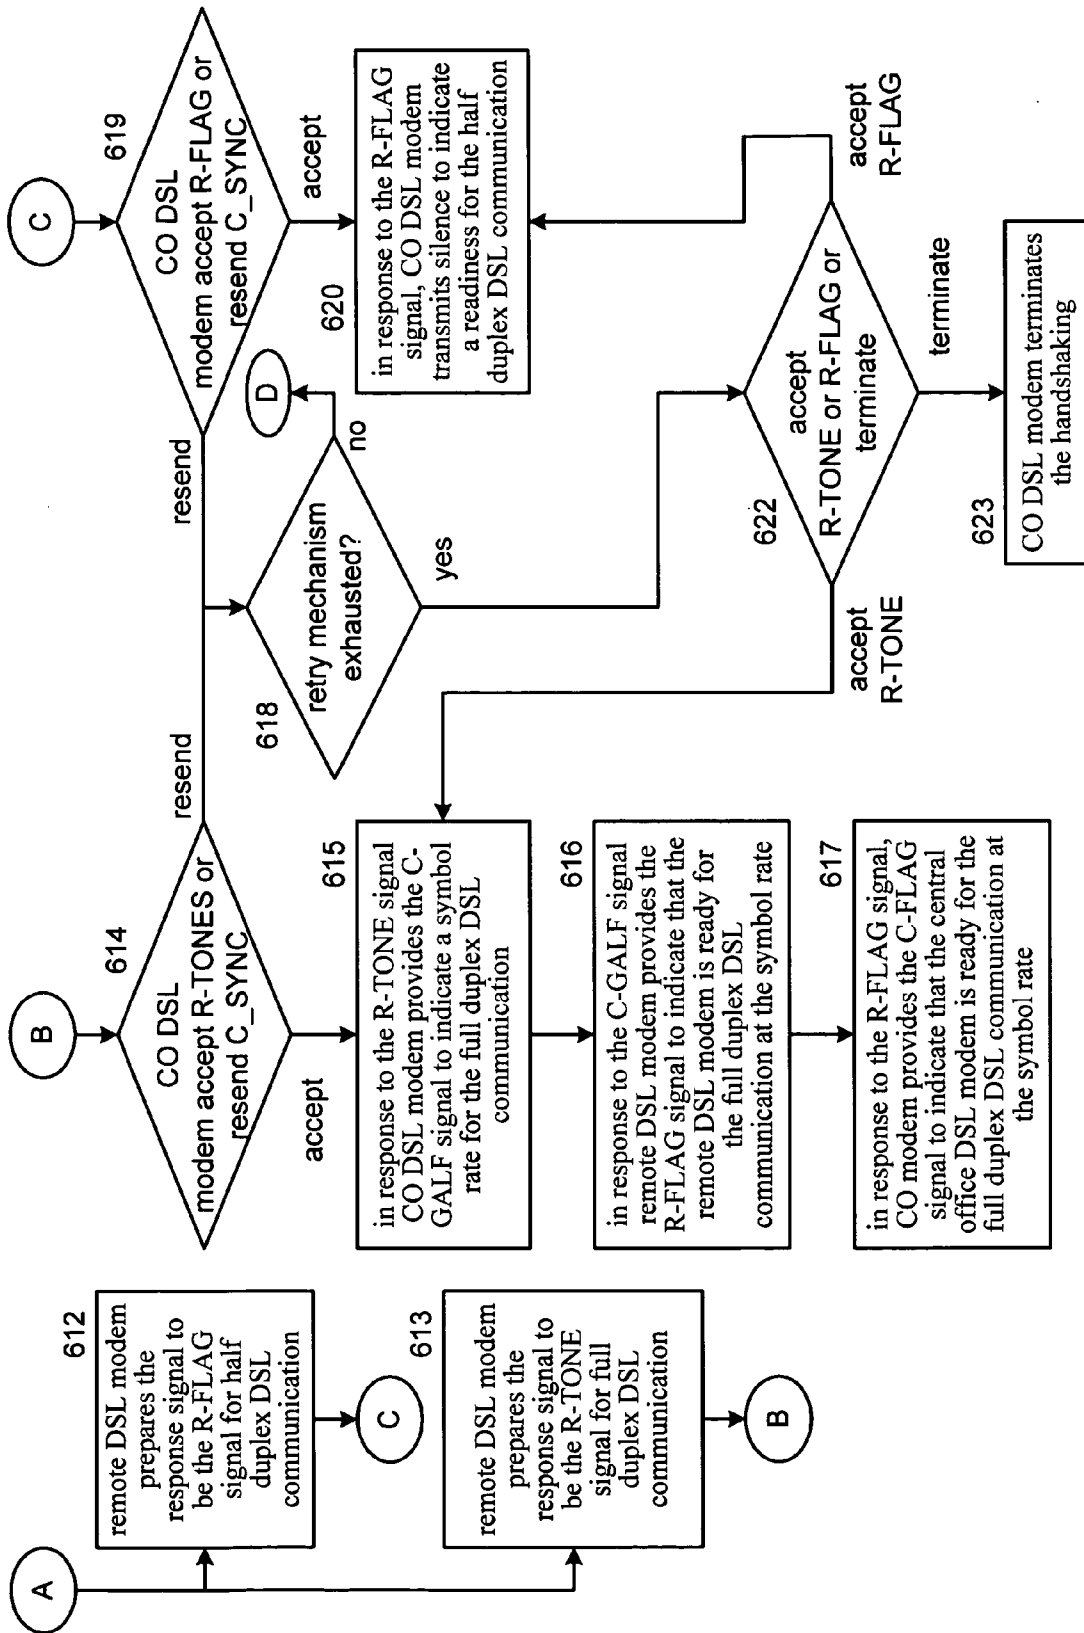 A
612
remote DSL modem
prepares the
response signal to
be the R-FLAG
signal for half
duplex DSL
communication
C
613
remote DSL modem
prepares the
response signal to
be the R-TONE
signal for full
duplex DSL
communication
B
B
614
CO DSL
modem accept R-TONES or
resend C_SYNC
resend
accept
615
in response to the R-TONE signal
CO DSL modem provides the C-
GALF signal to indicate a symbol
rate for the full duplex DSL
communication
616
in response to the C-GALF signal
remote DSL modem provides the
R-FLAG signal to indicate that the
remote DSL modem is ready for
the full duplex DSL
communication at the symbol rate
617
in response to the R-FLAG signal,
CO modem provides the C-FLAG
signal to indicate that the central
office DSL modem is ready for the
full duplex DSL communication at
the symbol rate
618
retry mechanism
exhausted?
no
yes
D
C
619
CO DSL
modem accept R-FLAG or
resend C_SYNC
resend
accept
620
in response to the R-FLAG
signal, CO DSL modem
transmits silence to indicate
a readiness for the half
duplex DSL communication
622
accept
R-TONE or R-FLAG or
terminate
accept
R-TONE
accept
R-FLAG
terminate
623
CO DSL modem terminates
the handshaking